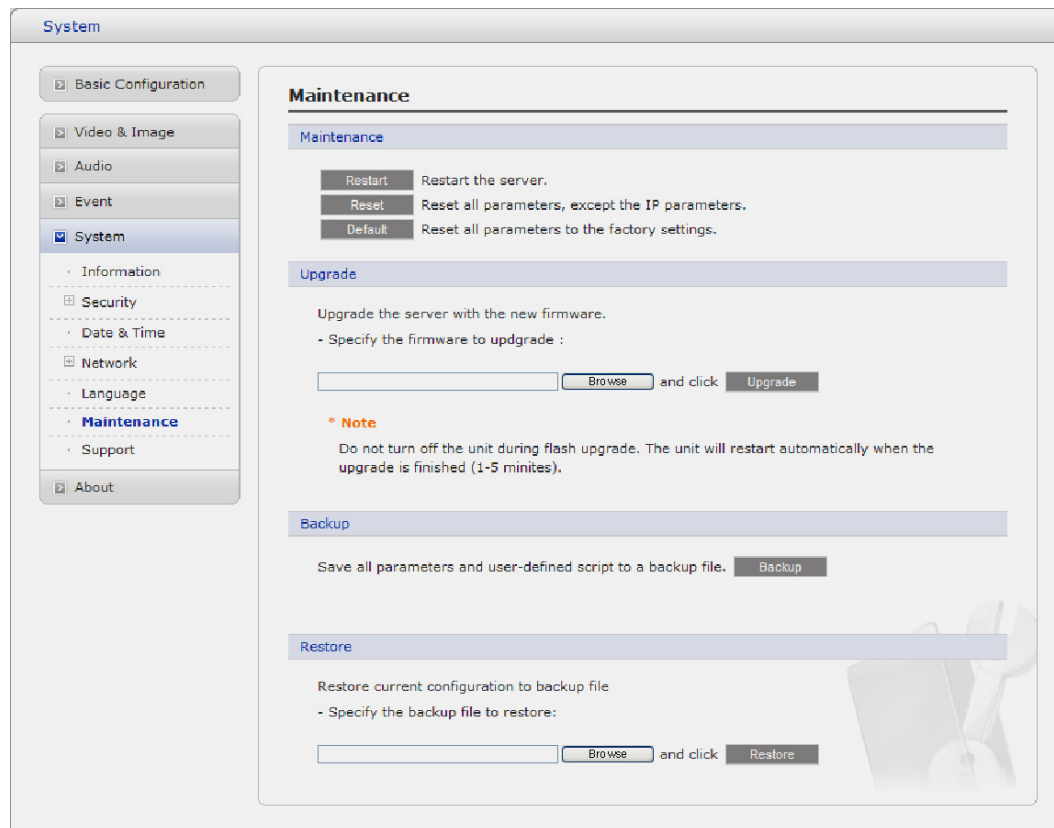 System
Basic Configuration
Video & Image
Audio
Event
System
Information
Security
Date & Time
Network
Language
Maintenance
Support
About
Maintenance
Maintenance
Restart Restart the server.
Reset Reset all parameters, except the IP parameters.
Default Reset all parameters to the factory settings.
Upgrade
Upgrade the server with the new firmware.
- Specify the firmware to updgrade :
Browse and click Upgrade
* Note
Do not turn off the unit during flash upgrade. The unit will restart automatically when the
upgrade is finished (1-5 minites).
Backup
Save all parameters and user-defined script to a backup file. Backup
Restore
Restore current configuration to backup file
- Specify the backup file to restore:
Browse and click Restore